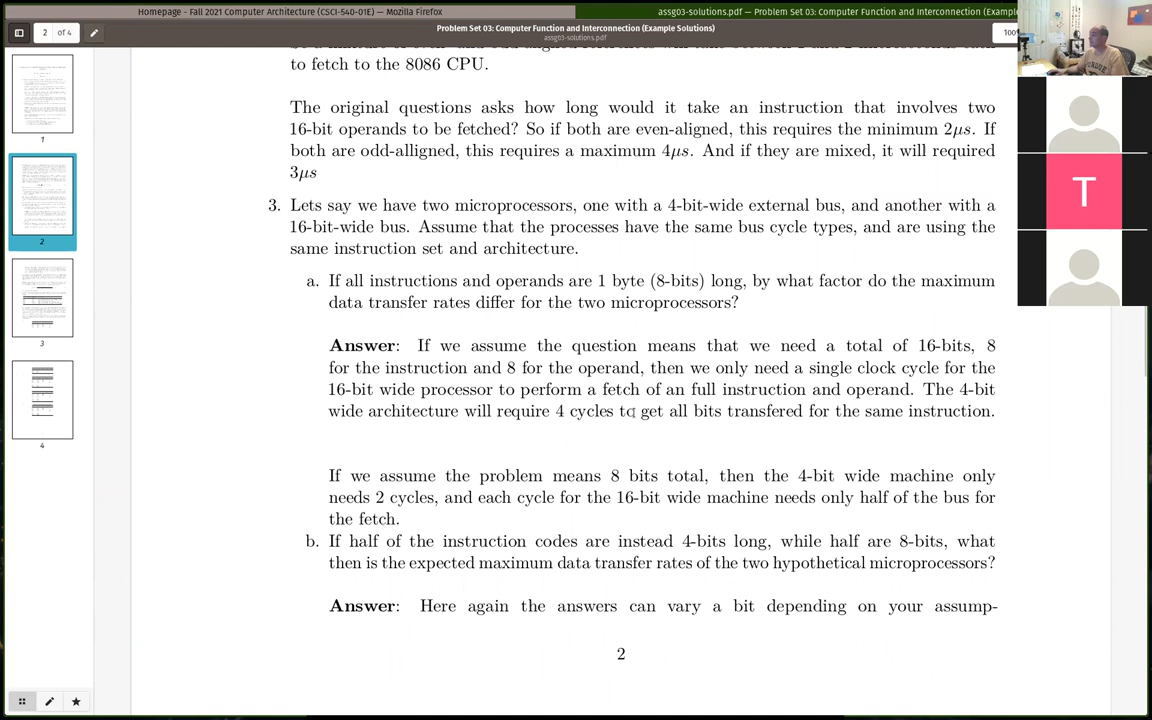 Homepage - Fall 2021 Computer Architecture (CSCI-540-01E) — Mozilla Firefox
assg03-solutions.pdf — Problem Set 03: Computer Function and Interconnection (Examp
2 of 4
Problem Set 03: Computer Function and Interconnection (Example Solutions)
assg03-solutions.pdf
100
to fetch to the 8086 CPU.
The original questions asks how long would it take an instruction that involves two
16-bit operands to be fetched? So if both are even-aligned, this requires the minimum 2μs. If
both are odd-alligned, this requires a maximum 4μs. And if they are mixed, it will required
3μs
3. Lets say we have two microprocessors, one with a 4-bit-wide external bus, and another with a
16-bit-wide bus. Assume that the processes have the same bus cycle types, and are using the
same instruction set and architecture.
a. If all instructions and operands are 1 byte (8-bits) long, by what factor do the maximum
data transfer rates differ for the two microprocessors?
Answer: If we assume the question means that we need a total of 16-bits, 8
for the instruction and 8 for the operand, then we only need a single clock cycle for the
16-bit wide processor to perform a fetch of an full instruction and operand. The 4-bit
wide architecture will require 4 cycles to get all bits transfered for the same instruction.
If we assume the problem means 8 bits total, then the 4-bit wide machine only
needs 2 cycles, and each cycle for the 16-bit wide machine needs only half of the bus for
the fetch.
b. If half of the instruction codes are instead 4-bits long, while half are 8-bits, what
then is the expected maximum data transfer rates of the two hypothetical microprocessors?
Answer: Here again the answers can vary a bit depending on your assump-
2
1
2
3
4
T